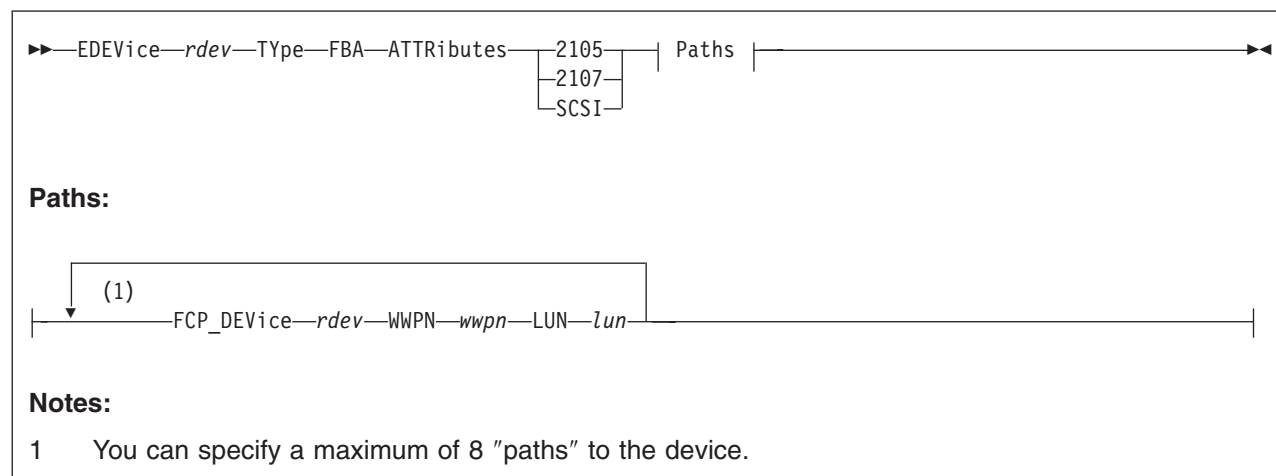 EDEVice rdev TYpe FBA ATTRibutes 2105 Paths
2107
SCSI
Paths:
(1)
FCP_DEVice rdev WWPN wwpn LUN lun
Notes:
1 You can specify a maximum of 8 ″paths″ to the device.